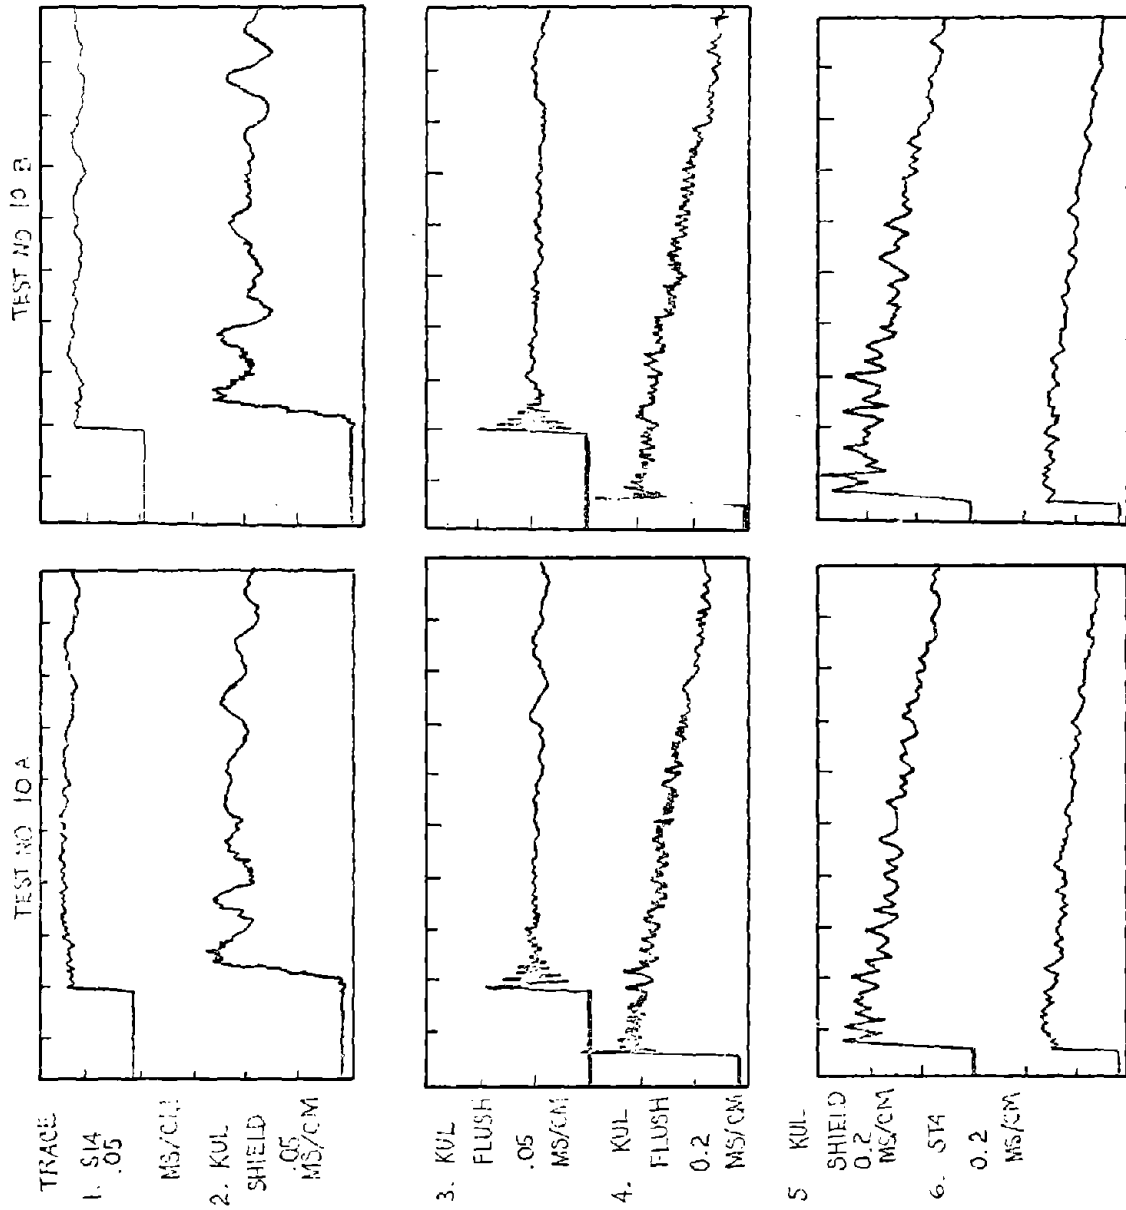 TEST NO 10 A
TEST NO 10 B
TRACE
1. ST4
.05
MS/CM
2. KUL
SHIELD
.05
MS/CM
3. KUL
FLUSH
.05
MS/CM
4. KUL
FLUSH
0.2
MS/CM
5 KUL
SHIELD
0.2
MS/CM
6. ST4
0.2
MS/CM